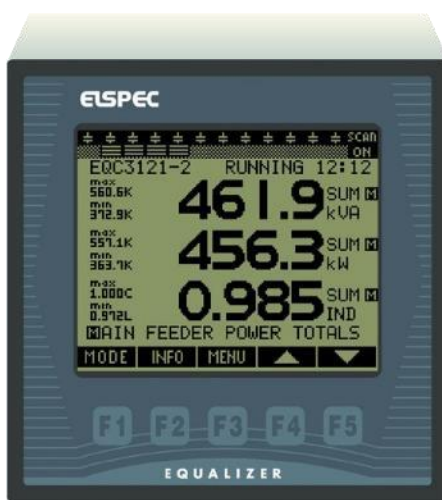 ELSPEC
SCAN
ON
EQC3121-2 RUNNING 12:12
max
560.6K
min
372.9K
461.9 SUM M
kVA
max
557.1K
min
363.7K
456.3 SUM M
kW
max
1.000C
min
0.972L
0.985 SUM M
IND
MMAIN FEEDER POWER TOTALS
MODE INFO MENU
F1 F2 F3 F4 F5
EQUALIZER